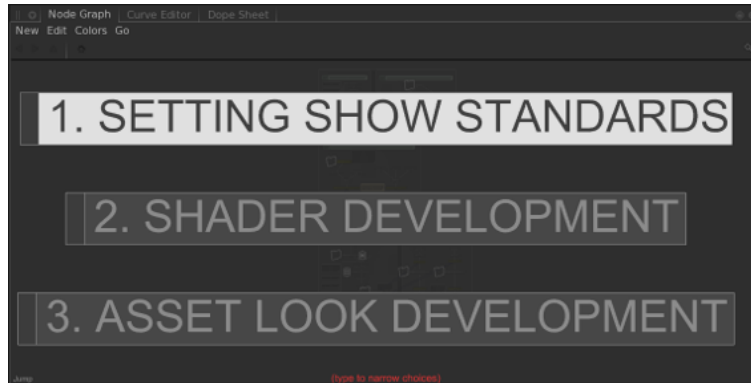 Node Graph Curve Editor Dope Sheet
New Edit Colors Go
1. SETTING SHOW STANDARDS
2. SHADER DEVELOPMENT
3. ASSET LOOK DEVELOPMENT
Jump (type to narrow choices)